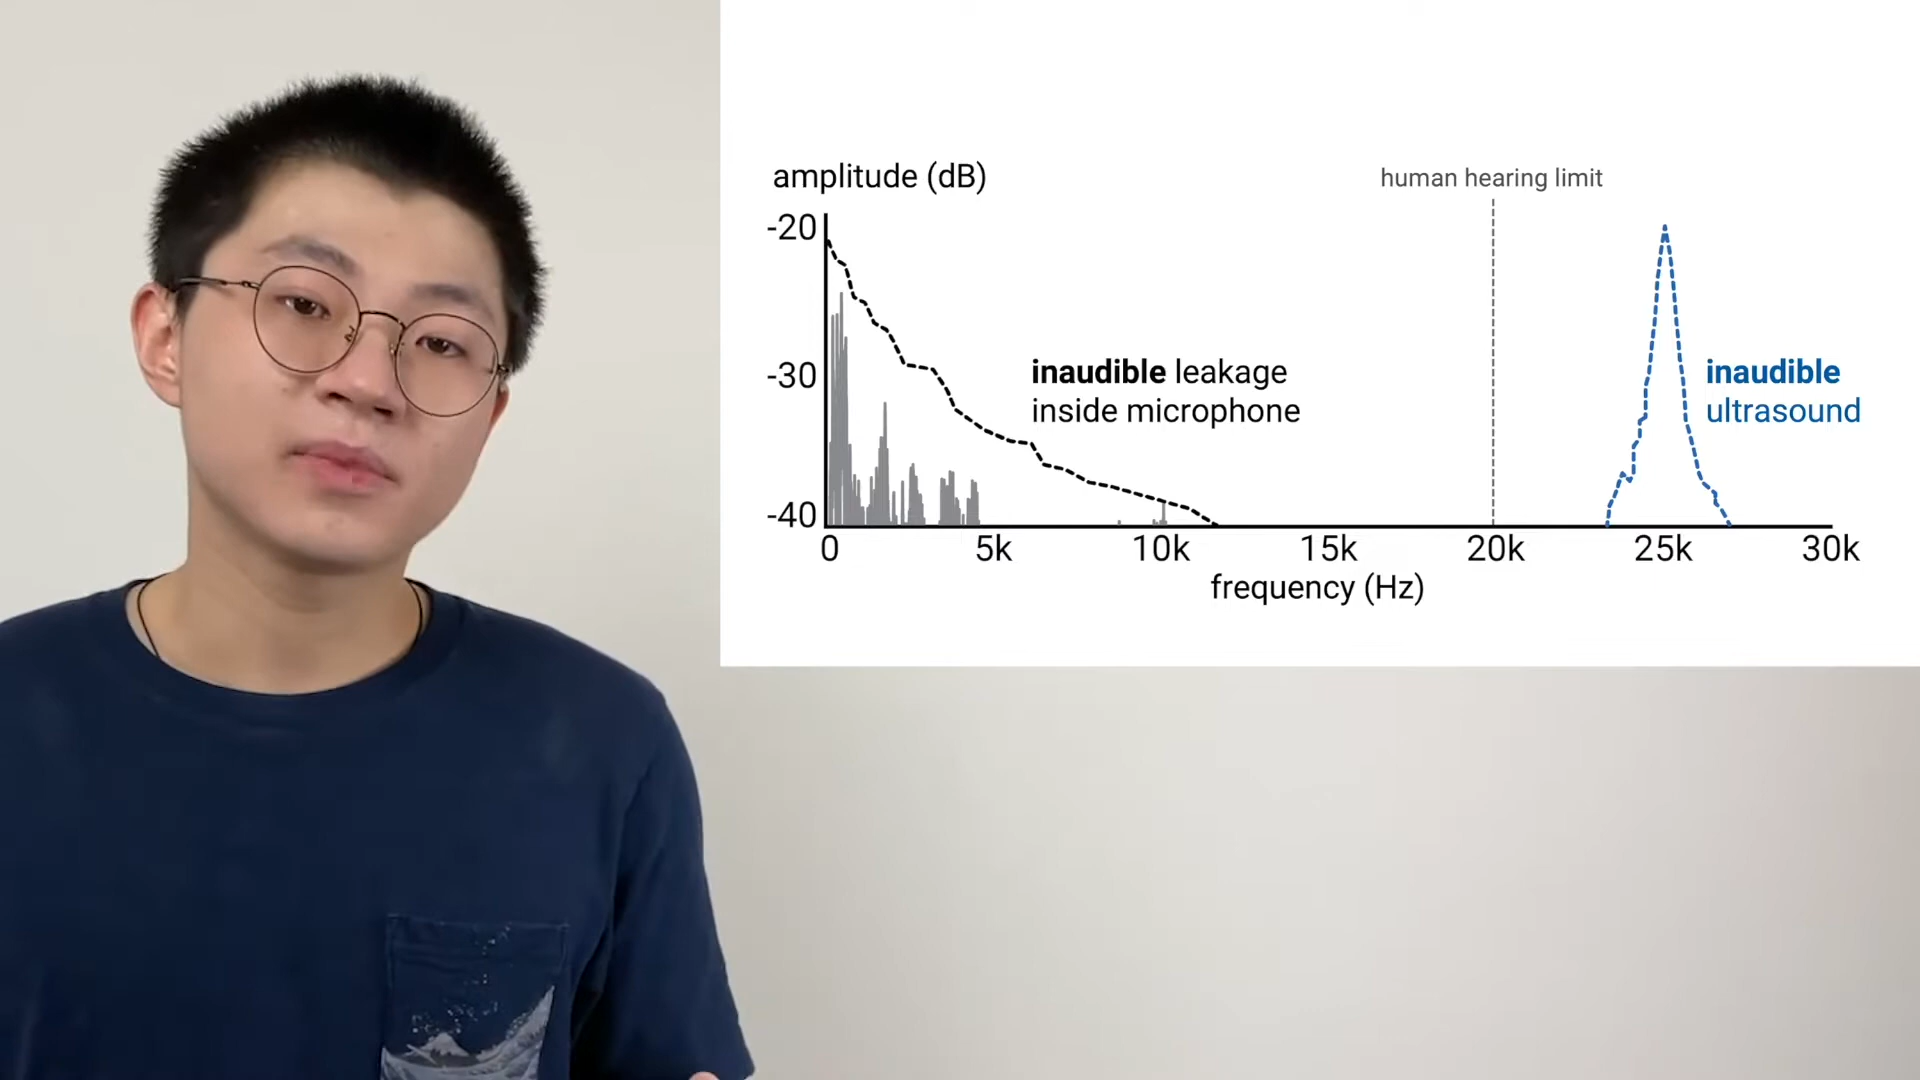 amplitude (dB)
human hearing limit
-20
-30
-40
inaudible leakage
inside microphone
inaudible
ultrasound
0 5k 10k 15k 20k 25k 30k
frequency (Hz)